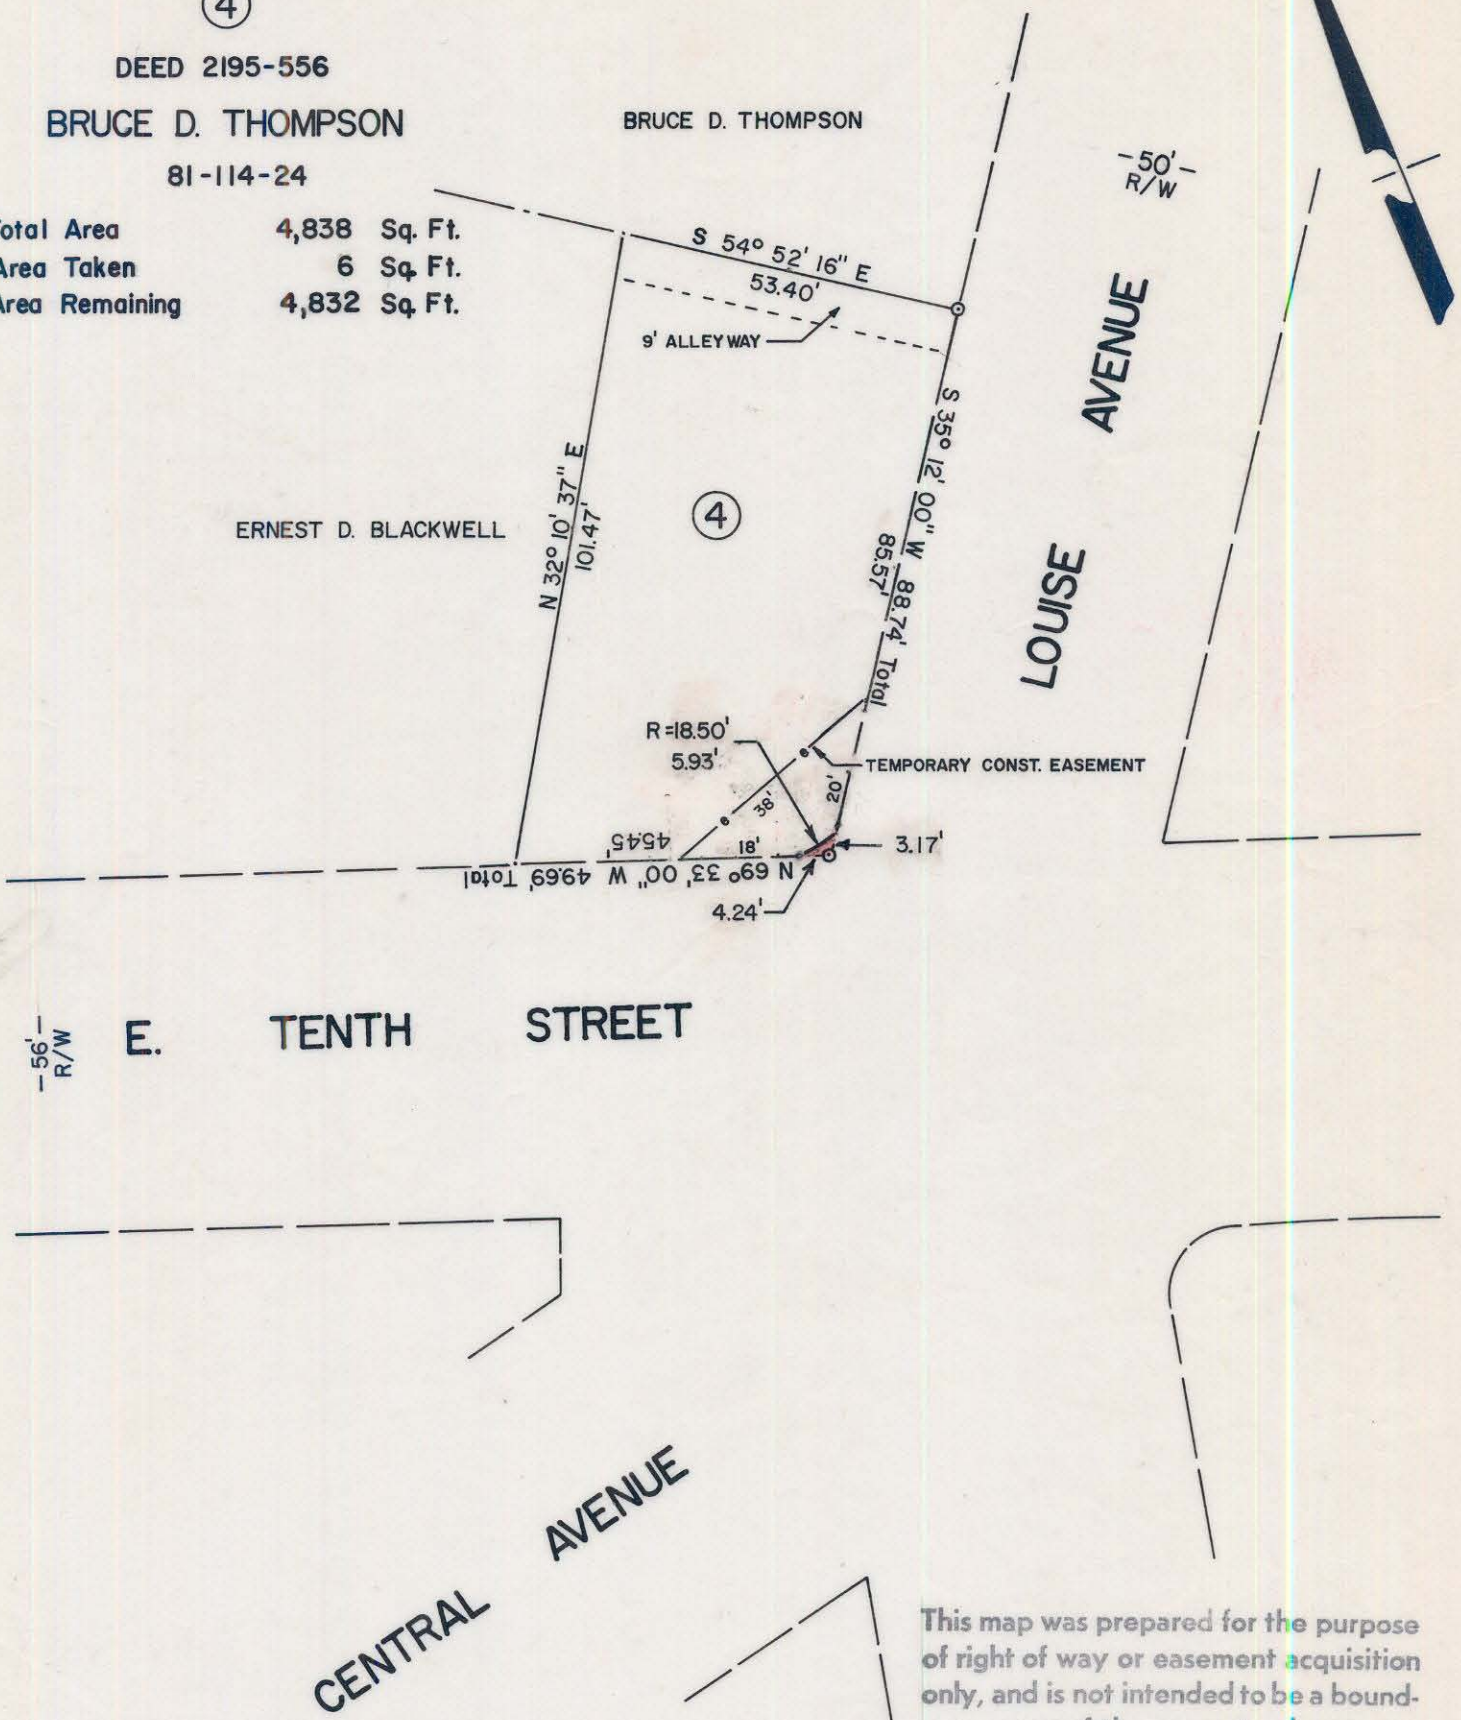 4
DEED 2195-556
BRUCE D. THOMPSON
81-114-24
otal Area 4,838 Sq. Ft.
Area Taken 6 Sq. Ft.
Area Remaining 4,832 Sq. Ft.
BRUCE D. THOMPSON
-50'-
R/W
S 54° 52' 16" E
53.40'
9' ALLEYWAY
S 35° 12' 00" W 88.74' Total
85.57'
LOUISE AVENUE
N 32° 10' 37" E
101.47'
ERNEST D. BLACKWELL
4
R=18.50'
5.93'
TEMPORARY CONST. EASEMENT
38'
20'
45.45'
18'
3.17'
N 69° 33' 00" W 49.69' Total
4.24'
-56'-
R/W
E. TENTH STREET
CENTRAL AVENUE
This map was prepared for the purpose
of right of way or easement acquisition
only, and is not intended to be a bound-